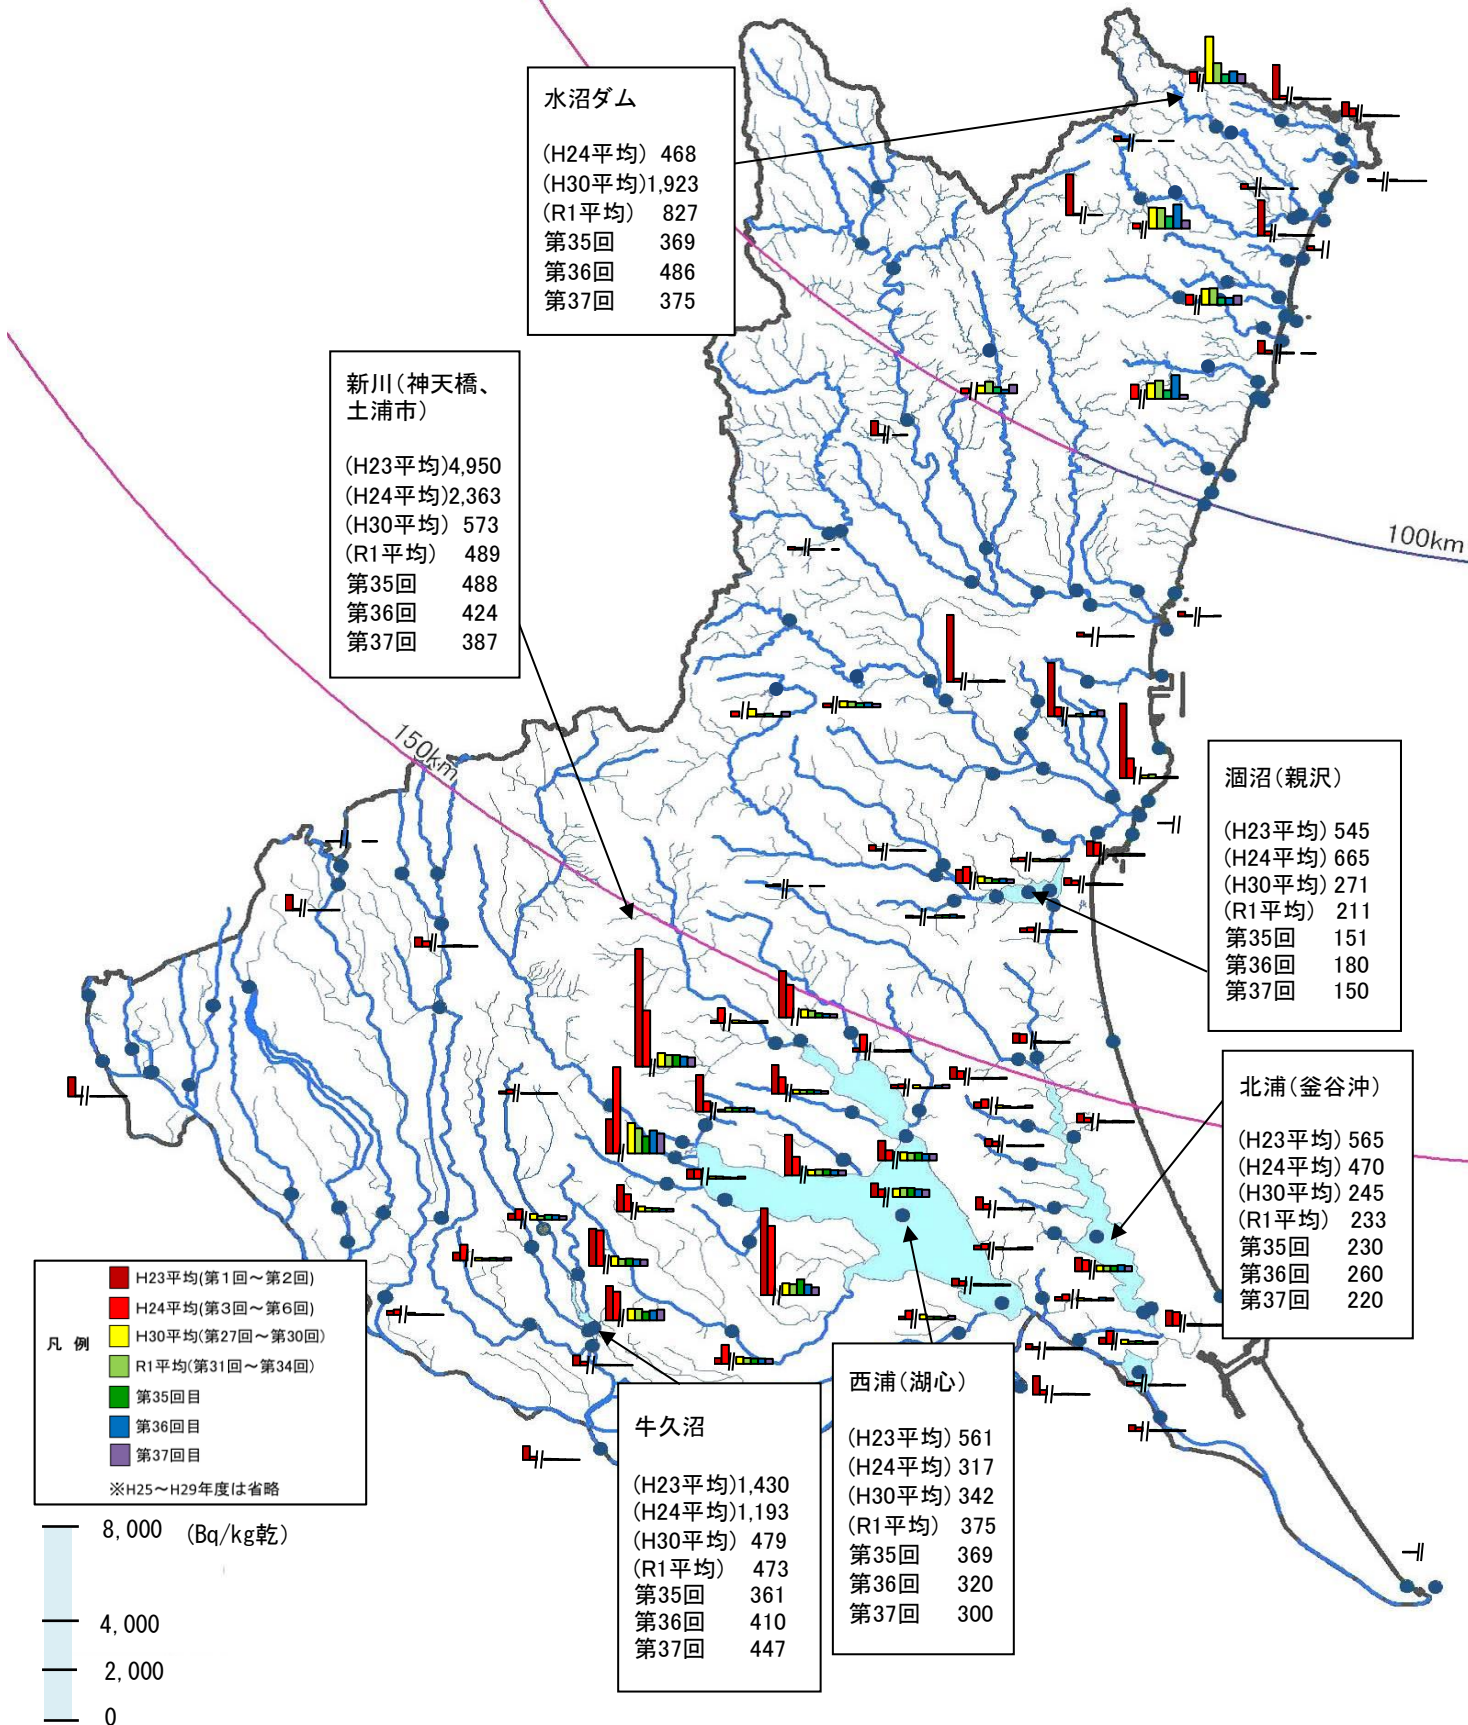 水沼ダム
(H24平均) 468
(H30平均)1,923
(R1平均) 827
第35回 369
第36回 486
第37回 375
新川(神天橋、
土浦市)
(H23平均)4,950
(H24平均)2,363
(H30平均) 573
(R1平均) 489
第35回 488
第36回 424
第37回 387
100km
150km
涸沼(親沢)
(H23平均) 545
(H24平均) 665
(H30平均) 271
(R1平均) 211
第35回 151
第36回 180
第37回 150
北浦(釜谷沖)
(H23平均) 565
(H24平均) 470
(H30平均) 245
(R1平均) 233
第35回 230
第36回 260
第37回 220
凡 例
H23平均(第1回～第2回)
H24平均(第3回～第6回)
H30平均(第27回～第30回)
R1平均(第31回～第34回)
第35回目
第36回目
第37回目
※H25～H29年度は省略
西浦(湖心)
(H23平均) 561
(H24平均) 317
(H30平均) 342
(R1平均) 375
第35回 369
第36回 320
第37回 300
牛久沼
(H23平均)1,430
(H24平均)1,193
(H30平均) 479
(R1平均) 473
第35回 361
第36回 410
第37回 447
8,000 (Bq/kg乾)
4,000
2,000
0